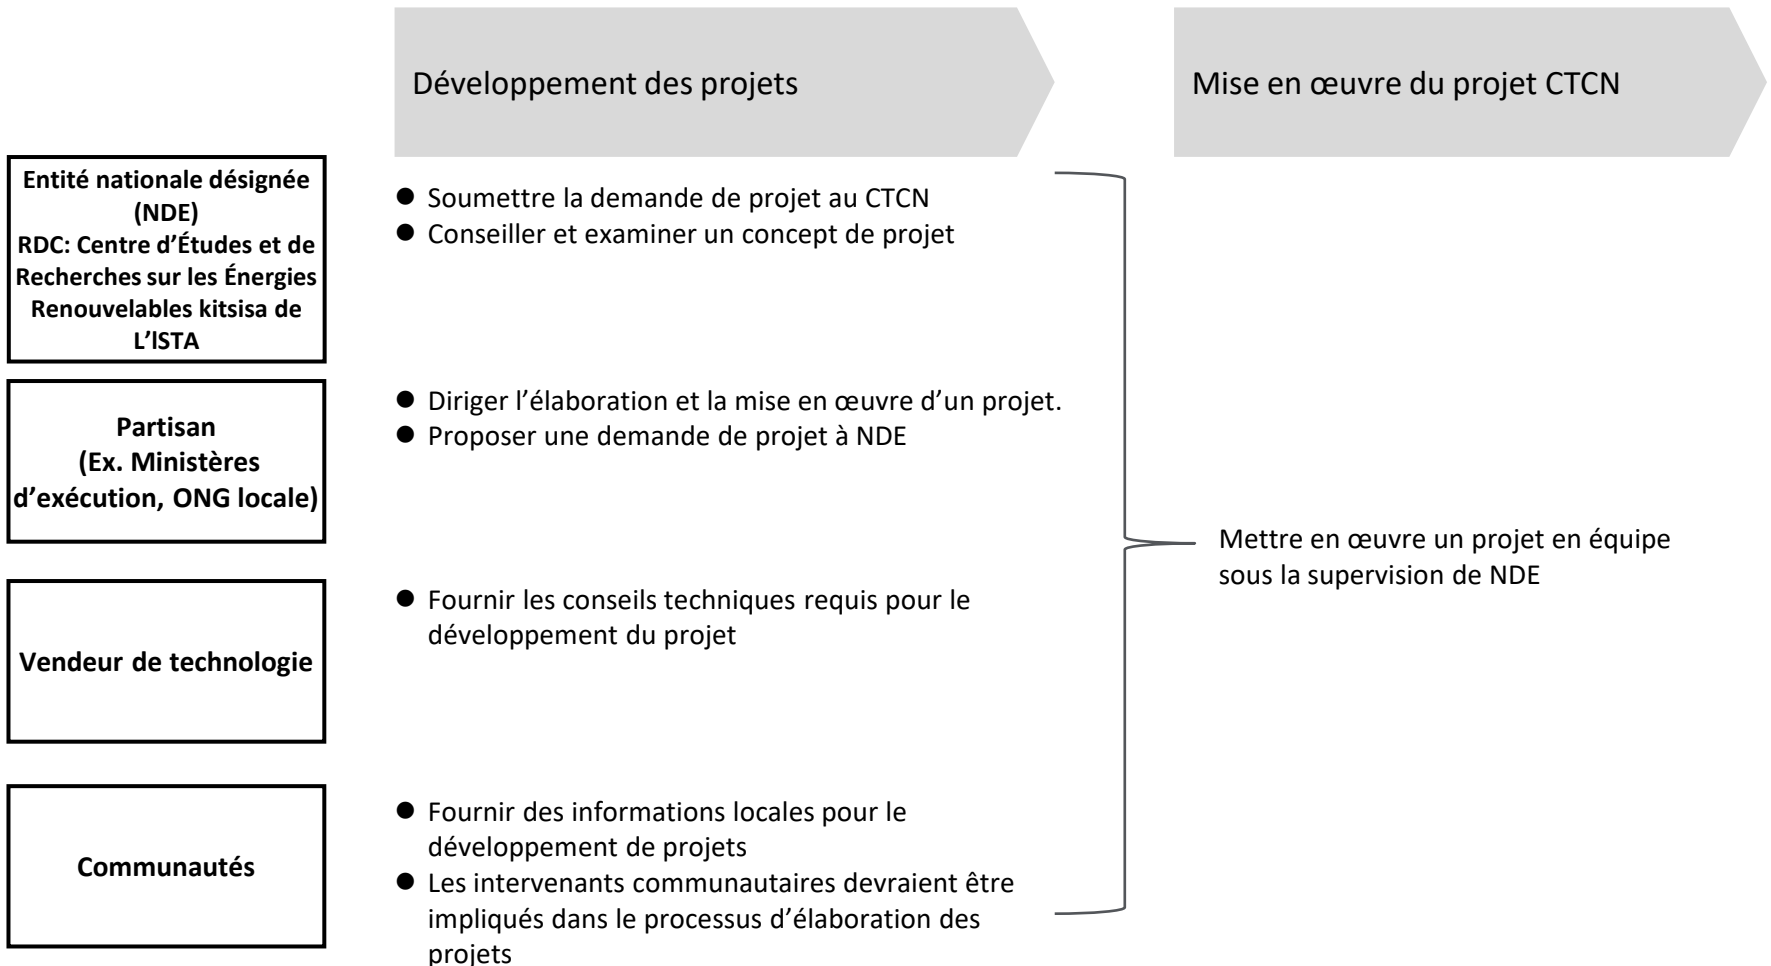 Développement des projets
Mise en œuvre du projet CTCN
Entité nationale désignée
(NDE)
RDC: Centre d’Études et de
Recherches sur les Énergies
Renouvelables kitsisa de
L’ISTA
● Soumettre la demande de projet au CTCN
● Conseiller et examiner un concept de projet
Partisan
(Ex. Ministères
d’exécution, ONG locale)
● Diriger l’élaboration et la mise en œuvre d’un projet.
● Proposer une demande de projet à NDE
Mettre en œuvre un projet en équipe
sous la supervision de NDE
Vendeur de technologie
● Fournir les conseils techniques requis pour le
développement du projet
Communautés
● Fournir des informations locales pour le
développement de projets
● Les intervenants communautaires devraient être
impliqués dans le processus d’élaboration des
projets